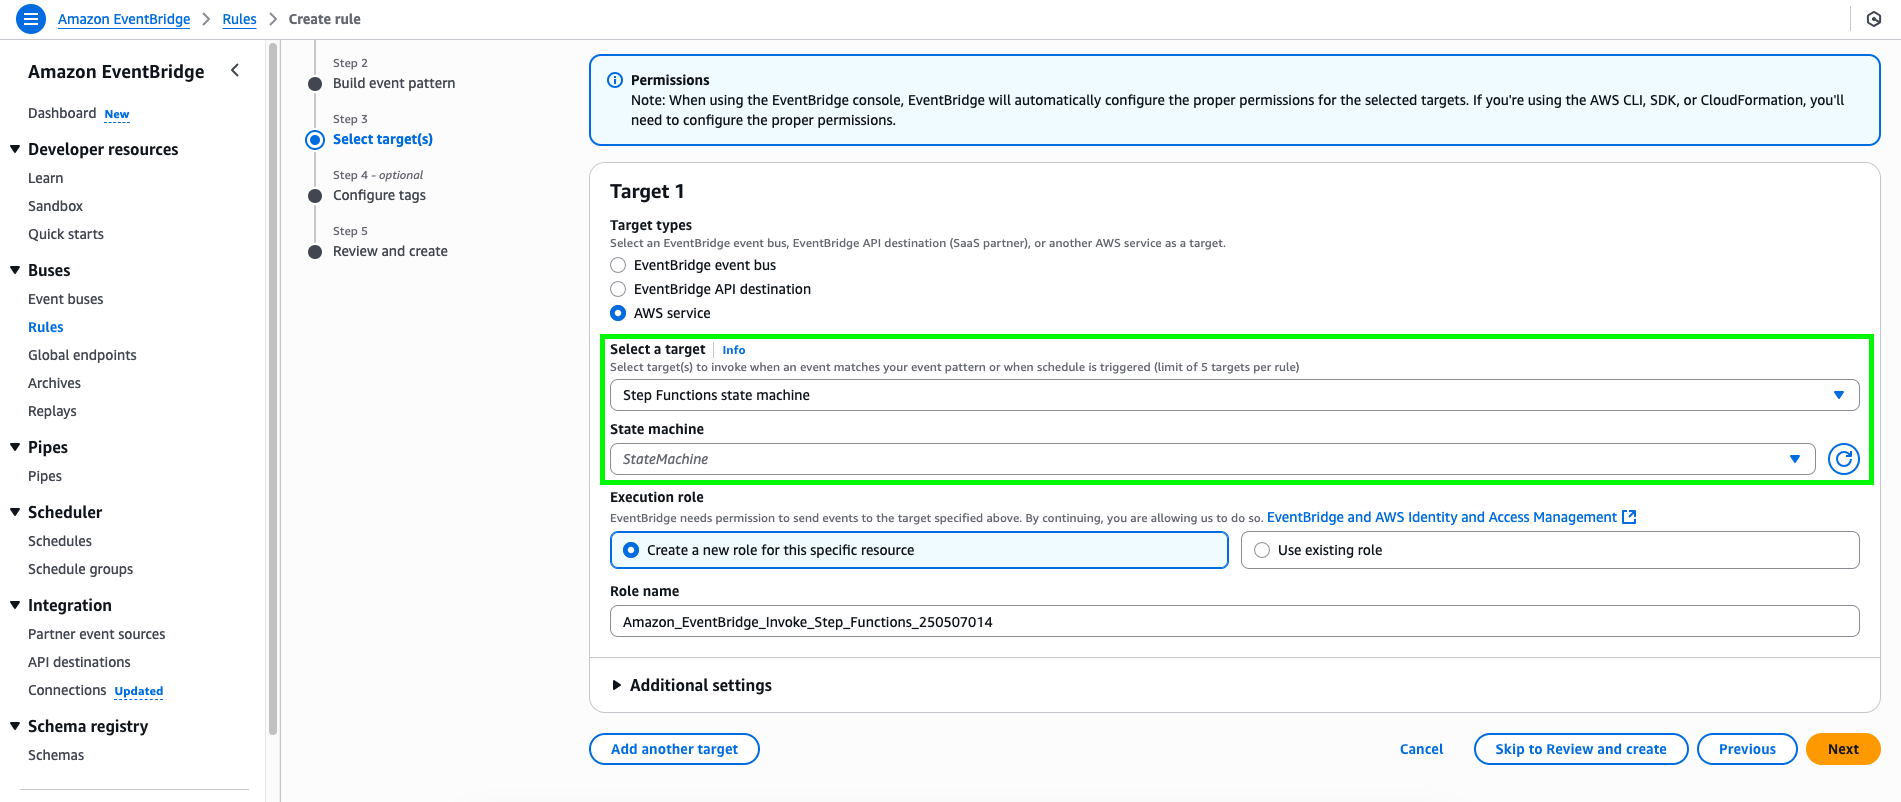 Amazon EventBridge > Rules > Create rule
Amazon EventBridge
Dashboard New
Developer resources
Learn
Sandbox
Quick starts
Buses
Event buses
Rules
Global endpoints
Archives
Replays
Pipes
Pipes
Scheduler
Schedules
Schedule groups
Integration
Partner event sources
API destinations
Connections Updated
Schema registry
Schemas
Step 2
Build event pattern
Step 3
Select target(s)
Step 4 - optional
Configure tags
Step 5
Review and create
Permissions
Note: When using the EventBridge console, EventBridge will automatically configure the proper permissions for the selected targets. If you're using the AWS CLI, SDK, or CloudFormation, you'll
need to configure the proper permissions.
Target 1
Target types
Select an EventBridge event bus, EventBridge API destination (SaaS partner), or another AWS service as a target.
EventBridge event bus
EventBridge API destination
AWS service
Select a target Info
Select target(s) to invoke when an event matches your event pattern or when schedule is triggered (limit of 5 targets per rule)
Step Functions state machine
State machine
StateMachine
Execution role
EventBridge needs permission to send events to the target specified above. By continuing, you are allowing us to do so. EventBridge and AWS Identity and Access Management
Create a new role for this specific resource
Use existing role
Role name
Amazon_EventBridge_Invoke_Step_Functions_250507014
Additional settings
Add another target
Cancel
Skip to Review and create
Previous
Next